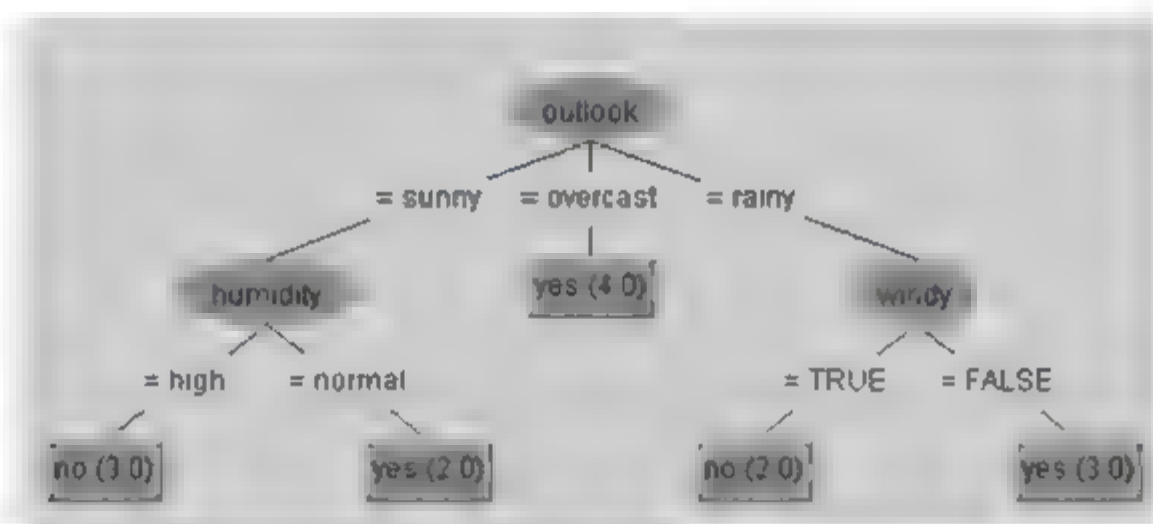 outlook
= sunny = overcast = rainy
humidity yes (4.0) windy
= high = normal = TRUE = FALSE
no (3.0) yes (2.0) no (2.0) yes (3.0)